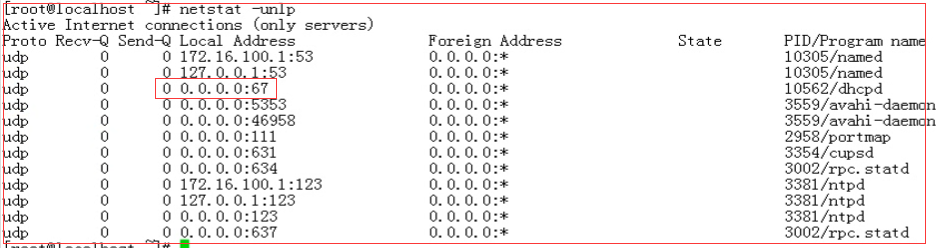 [root@localhost ~]# netstat -unlp
Active Internet connections (only servers)
Proto Recv-Q Send-Q Local Address Foreign Address State PID/Program name
udp 0 0 172.16.100.1:53 0.0.0.0:* 10305/named
udp 0 0 127.0.0.1:53 0.0.0.0:* 10305/named
udp 0 0 0.0.0.0:67 0.0.0.0:* 10562/dhcpd
udp 0 0 0.0.0.0:5353 0.0.0.0:* 3559/avahi-daemon
udp 0 0 0.0.0.0:46958 0.0.0.0:* 3559/avahi-daemon
udp 0 0 0.0.0.0:111 0.0.0.0:* 2958/portmap
udp 0 0 0.0.0.0:631 0.0.0.0:* 3354/cupsd
udp 0 0 0.0.0.0:634 0.0.0.0:* 3002/rpc.statd
udp 0 0 172.16.100.1:123 0.0.0.0:* 3381/ntpd
udp 0 0 127.0.0.1:123 0.0.0.0:* 3381/ntpd
udp 0 0 0.0.0.0:123 0.0.0.0:* 3381/ntpd
udp 0 0 0.0.0.0:637 0.0.0.0:* 3002/rpc.statd
[root@localhost ~]#